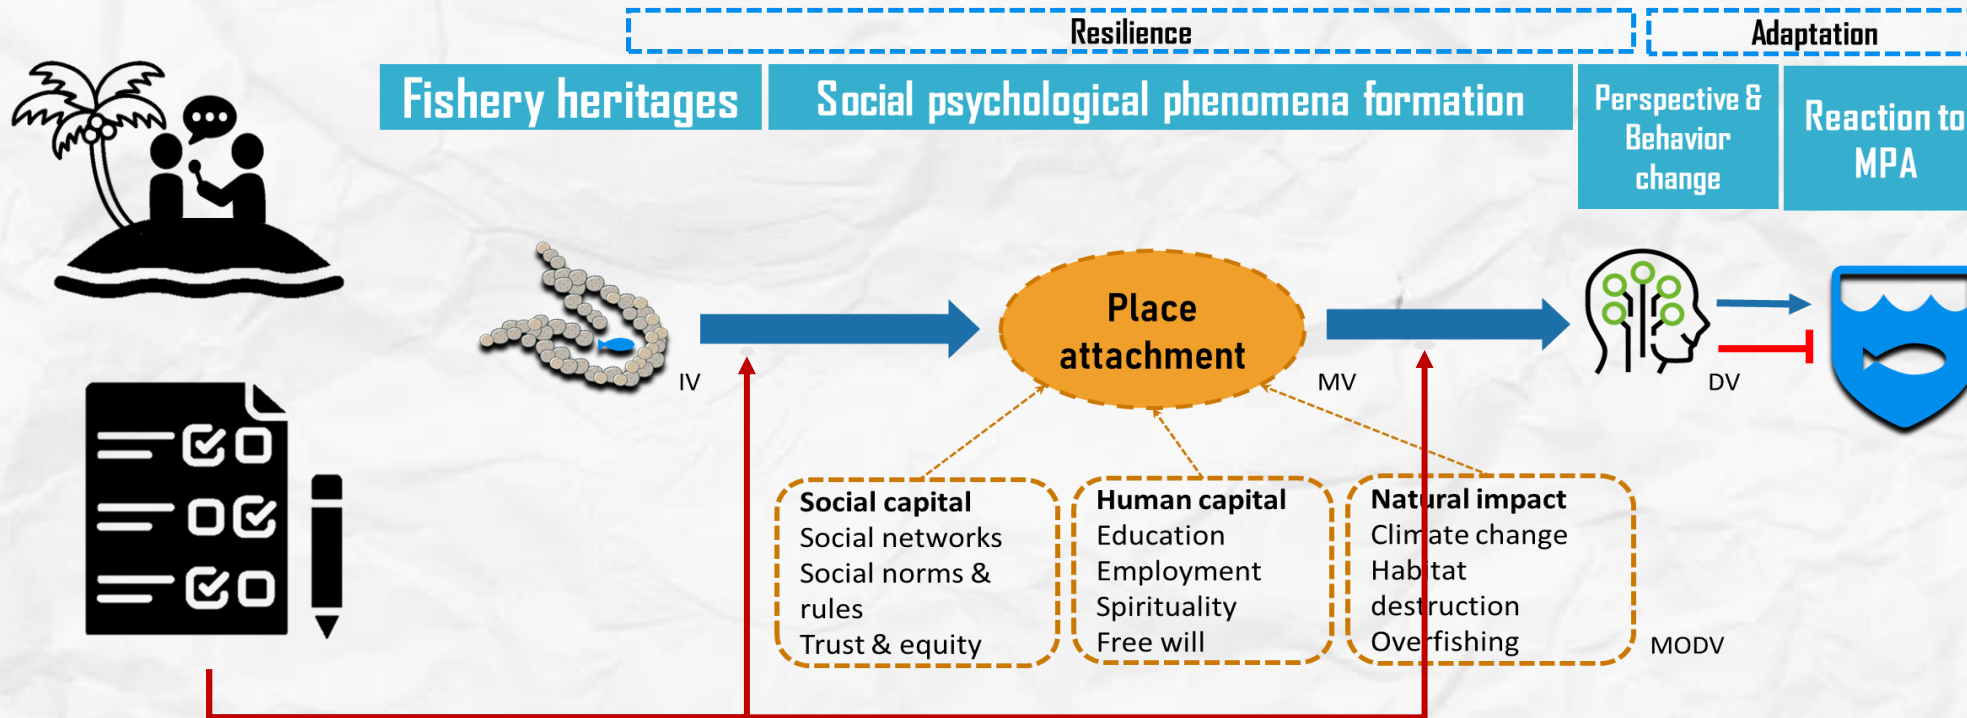 Resilience
Adaptation
Fishery heritages
Social psychological phenomena formation
Perspective &
Behavior
change
Reaction to
MPA
Place
attachment
IV
MV
DV
Social capital
Social networks
Social norms &
rules
Trust & equity
Human capital
Education
Employment
Spirituality
Free will
Natural impact
Climate change
Habitat
destruction
Overfishing
MODV